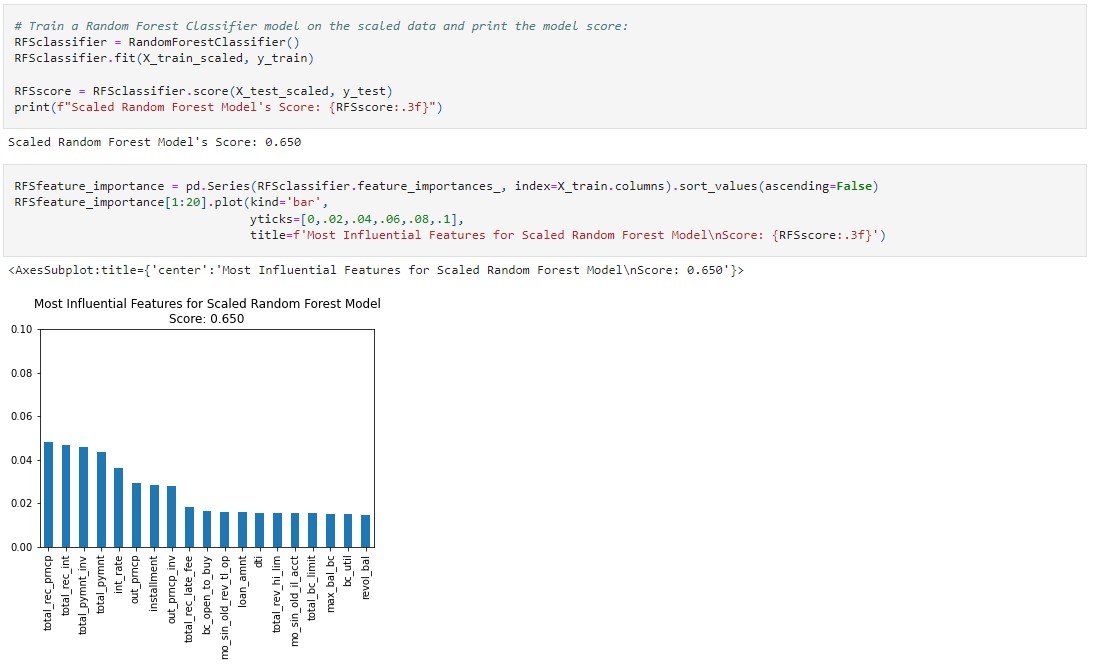 # Train a Random Forest Classifier model on the scaled data and print the model score:
RFSclassifier = RandomForestClassifier()
RFSclassifier.fit(X_train_scaled, y_train)
RFSscore = RFSclassifier.score(X_test_scaled, y_test)
print(f"Scaled Random Forest Model's Score: {RFSscore:.3f}")
Scaled Random Forest Model's Score: 0.650
RFSfeature_importance = pd.Series(RFSclassifier.feature_importances_, index=X_train.columns).sort_values(ascending=False)
RFSfeature_importance[1:20].plot(kind='bar',
yticks=[0,.02,.04,.06,.08,.1],
title=f'Most Influential Features for Scaled Random Forest Model\nScore: {RFSscore:.3f}')
<AxesSubplot:title={'center':'Most Influential Features for Scaled Random Forest Model\nScore: 0.650'}>
Most Influential Features for Scaled Random Forest Model
Score: 0.650
0.10
0.08
0.06
0.04
0.02
0.00
total_rec_prncp
total_rec_int
total_pymnt_inv
total_pymnt
int_rate
out_prncp
installment
out_prncp_inv
total_rec_late_fee
bc_open_to_buy
mo_sin_old_rev_tl_op
loan_amnt
dti
total_rev_hi_lim
mo_sin_old_il_acct
total_bc_limit
max_bal_bc
bc_util
revol_bal